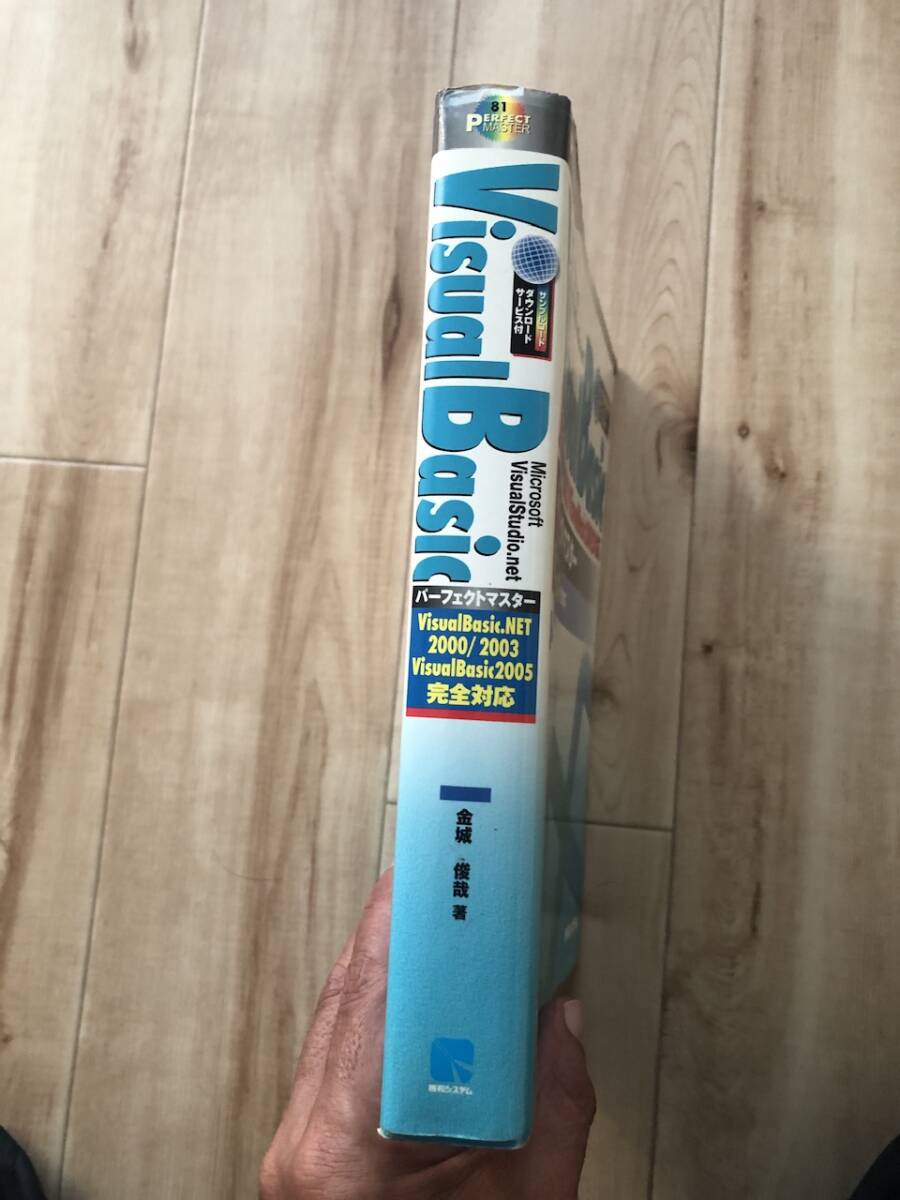 81
PERFECT
MASTER
Visual Basic
サンプルコード
ダウンロード
サービス付
Microsoft
VisualStudio.net
パーフェクトマスター
VisualBasic.NET
2000/2003
VisualBasic2005
完全対応
金城 俊哉 著
秀和システム